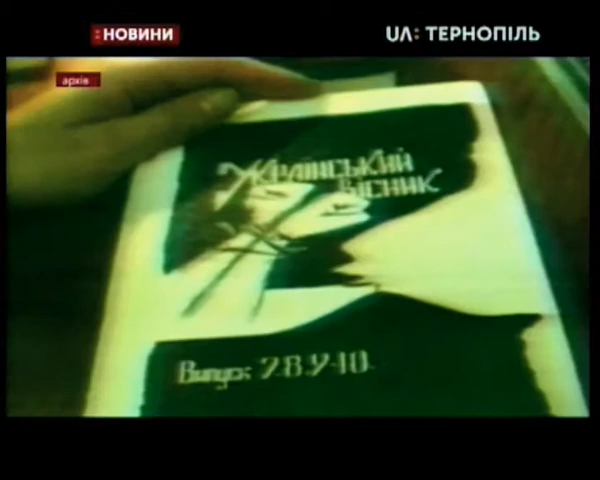 :НОВИНИ
UA: ТЕРНОПІЛЬ
архів
Український
Вісник
Випуск 7.8.9-10.